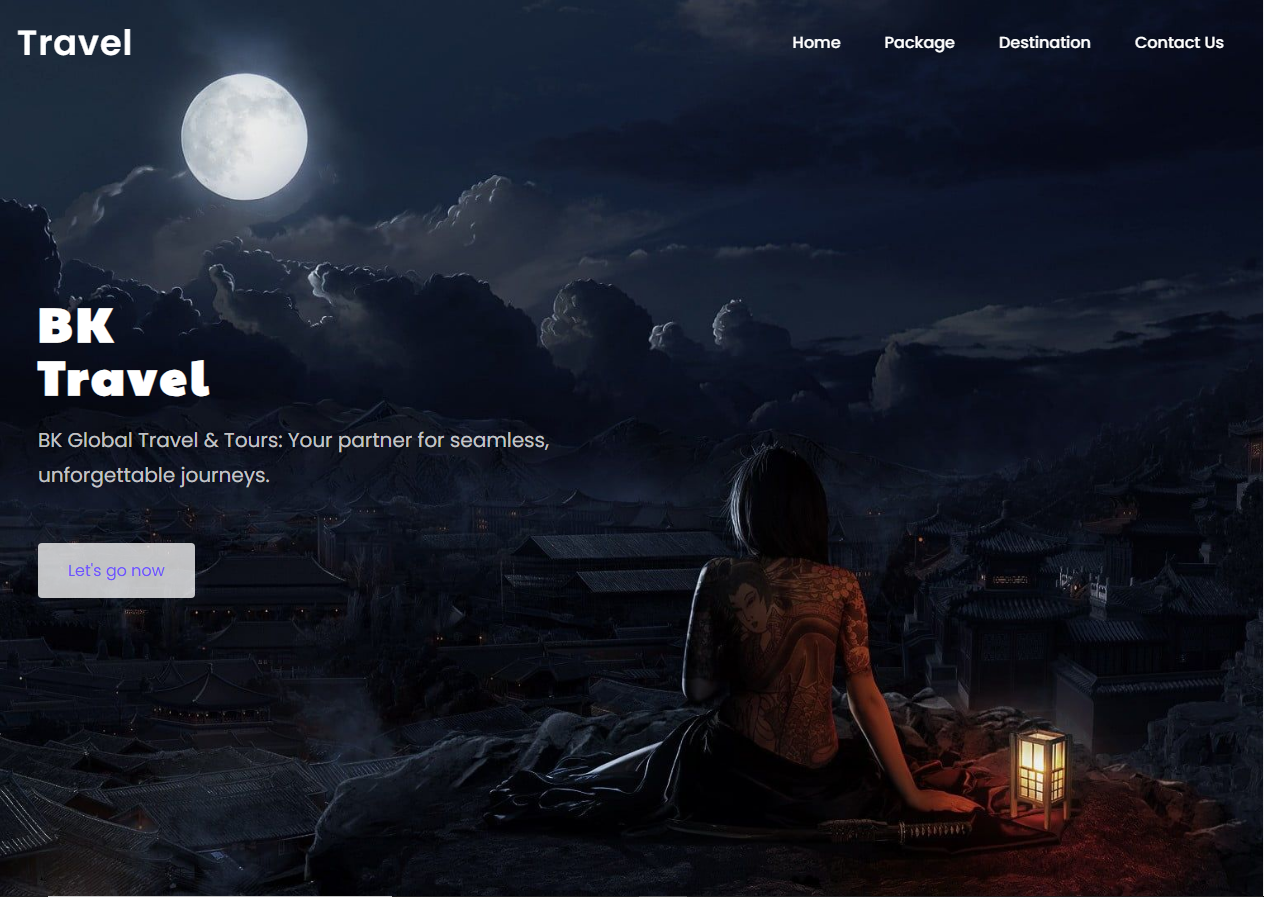 Travel
Home Package Destination Contact Us
BK
Travel
BK Global Travel & Tours: Your partner for seamless,
unforgettable journeys.
Let's go now